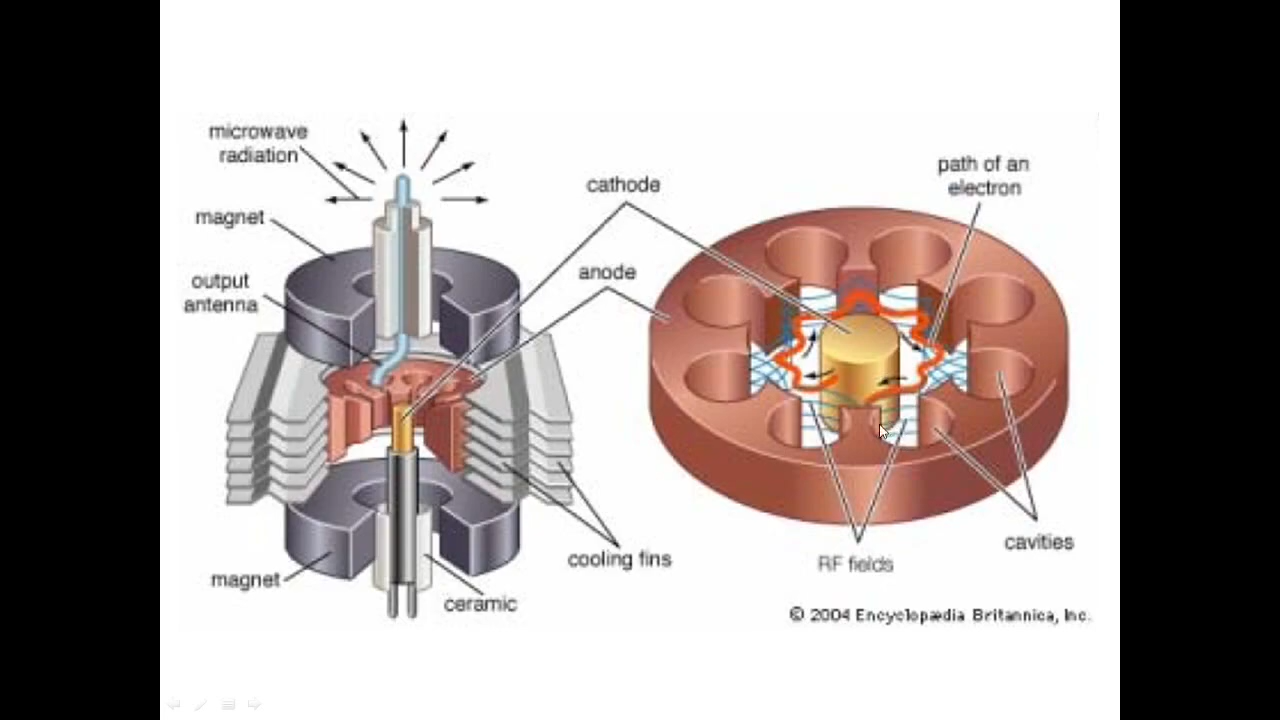 microwave
radiation
magnet
output
antenna
cathode
anode
path of an
electron
cooling fins
magnet
ceramic
RF fields
cavities
© 2004 Encyclopædia Britannica, Inc.